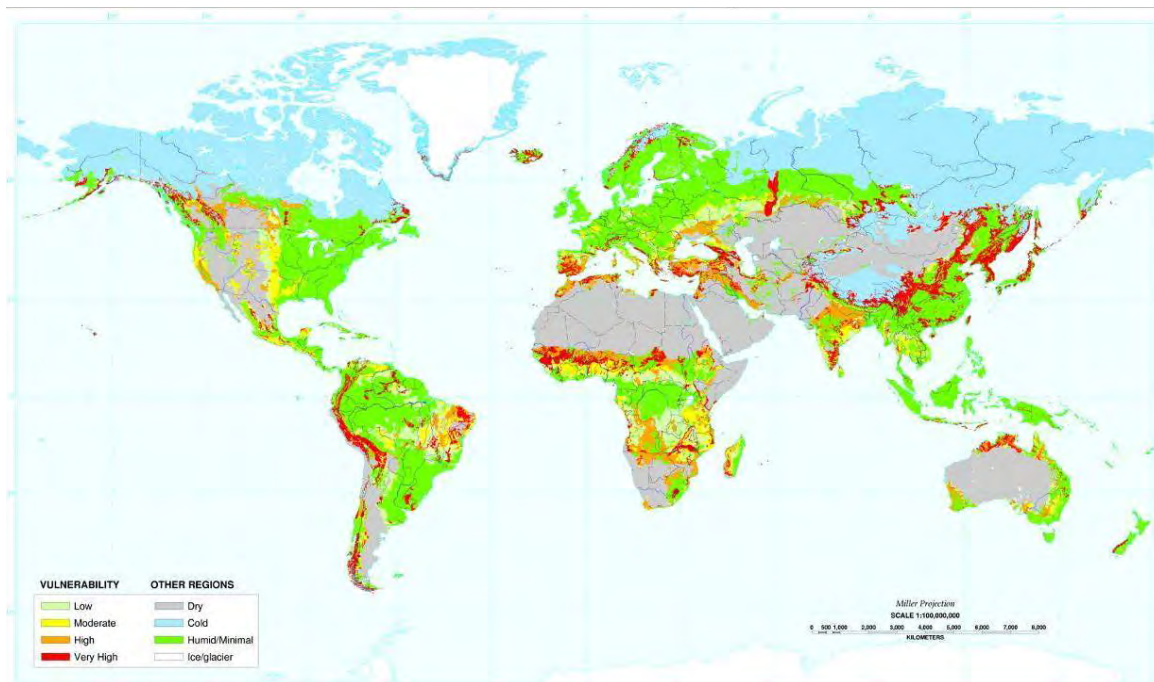 VULNERABILITY OTHER REGIONS
Low Dry
Moderate Cold
High Humid/Minimal
Very High Ice/glacier
Miller Projection
SCALE 1:100,000,000
0 500 1,000 2,000 3,000 4,000 5,000 6,000 7,000 8,000
KILOMETERS